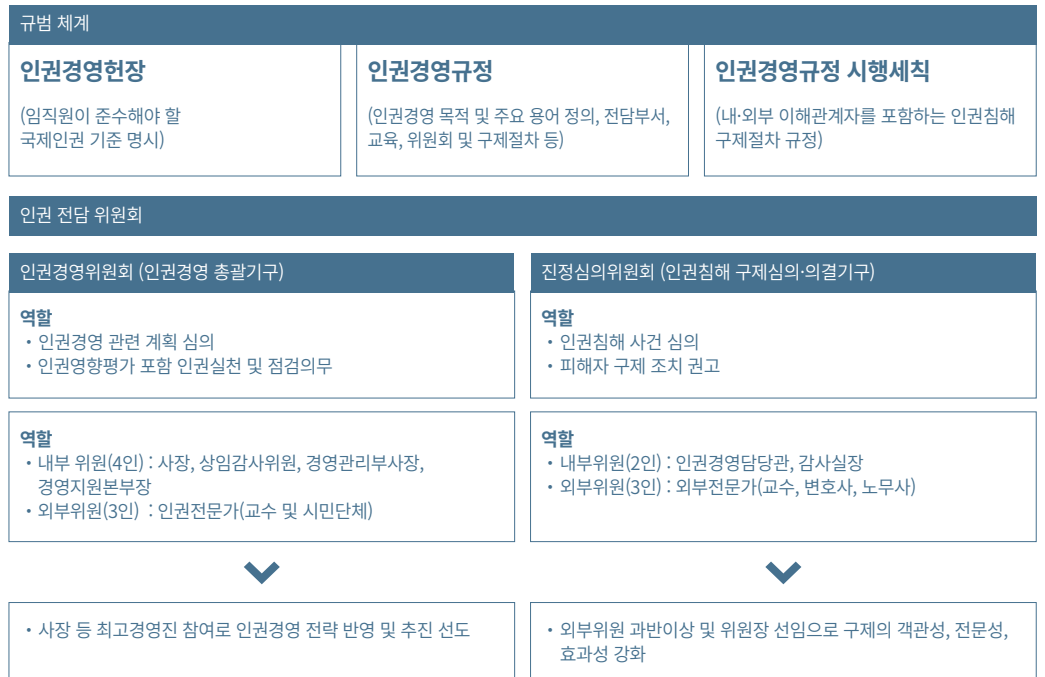 규범 체계
인권경영헌장
(임직원이 준수해야 할
국제인권 기준 명시)
인권경영규정
(인권경영 목적 및 주요 용어 정의, 전담부서,
교육, 위원회 및 구제절차 등)
인권경영규정 시행세칙
(내·외부 이해관계자를 포함하는 인권침해
구제절차 규정)
인권 전담 위원회
인권경영위원회 (인권경영 총괄기구)
역할
· 인권경영 관련 계획 심의
· 인권영향평가 포함 인권실천 및 점검의무
역할
· 내부 위원(4인) : 사장, 상임감사위원, 경영관리부사장,
경영지원본부장
· 외부위원(3인) : 인권전문가(교수 및 시민단체)
· 사장 등 최고경영진 참여로 인권경영 전략 반영 및 추진 선도
진정심의위원회 (인권침해 구제심의·의결기구)
역할
· 인권침해 사건 심의
· 피해자 구제 조치 권고
역할
· 내부위원(2인) : 인권경영담당관, 감사실장
· 외부위원(3인) : 외부전문가(교수, 변호사, 노무사)
· 외부위원 과반이상 및 위원장 선임으로 구제의 객관성, 전문성,
효과성 강화